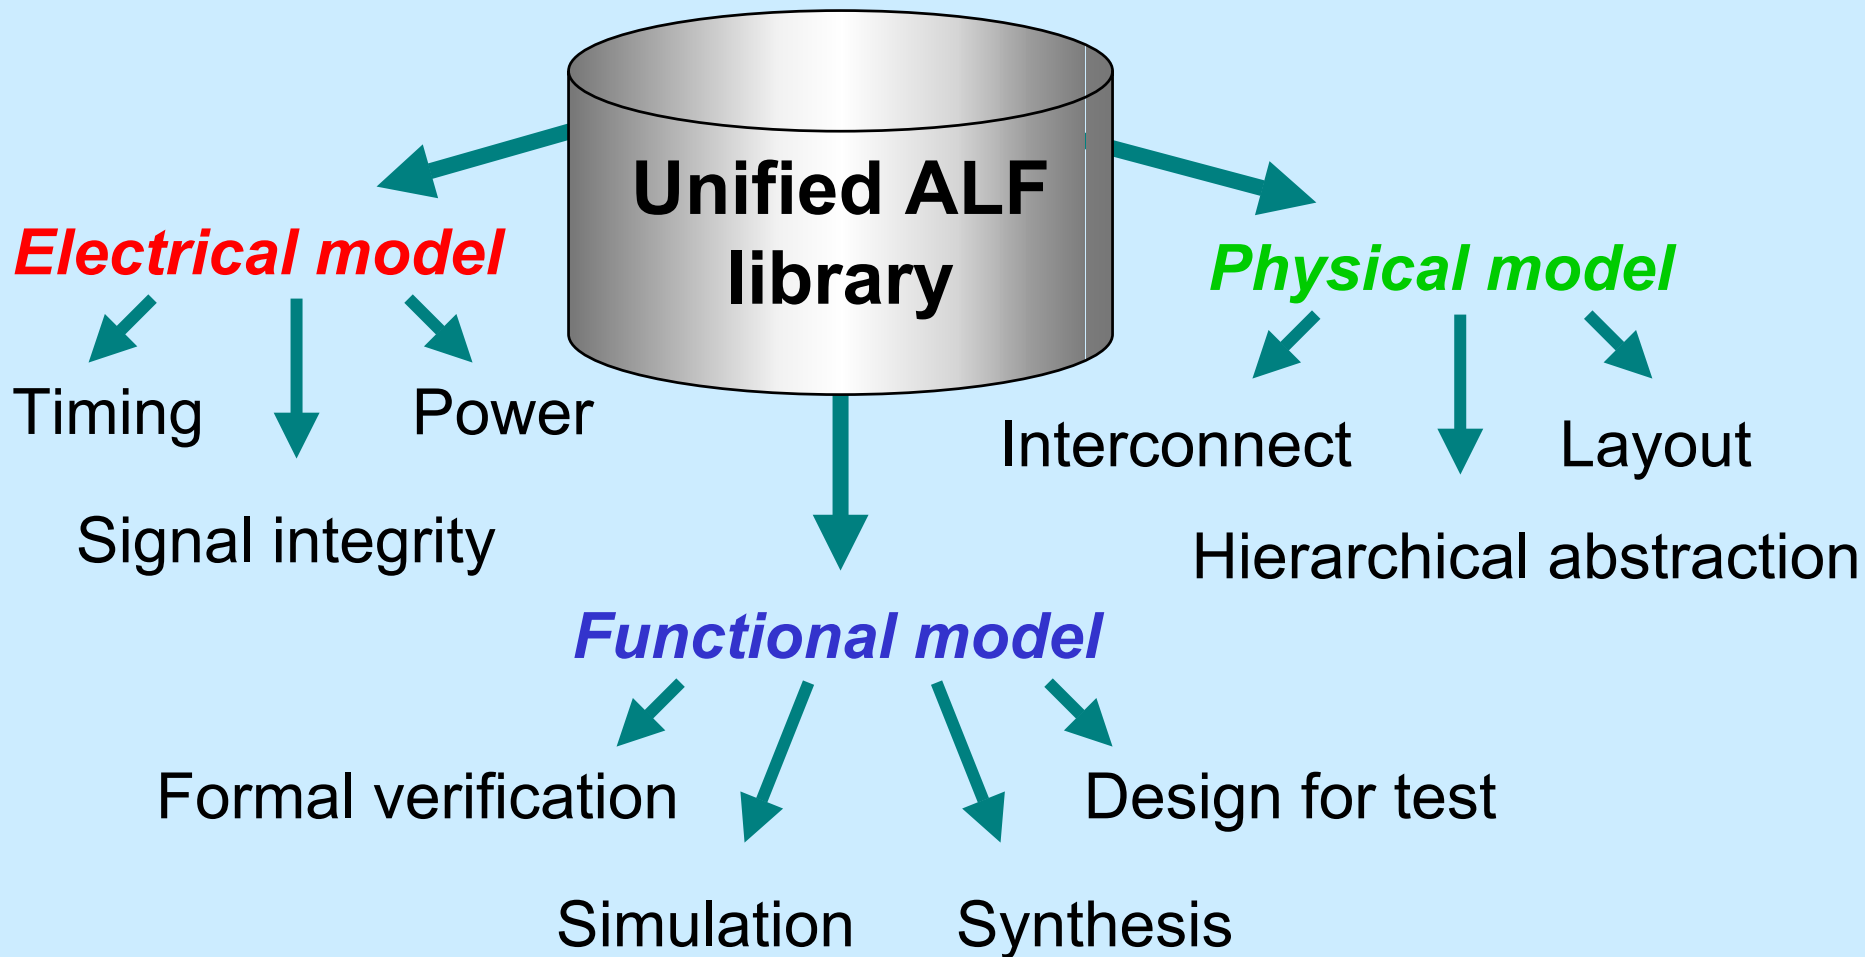 Unified ALF
library
Electrical model
Physical model
Timing
Power
Interconnect
Layout
Signal integrity
Hierarchical abstraction
Functional model
Formal verification
Design for test
Simulation
Synthesis